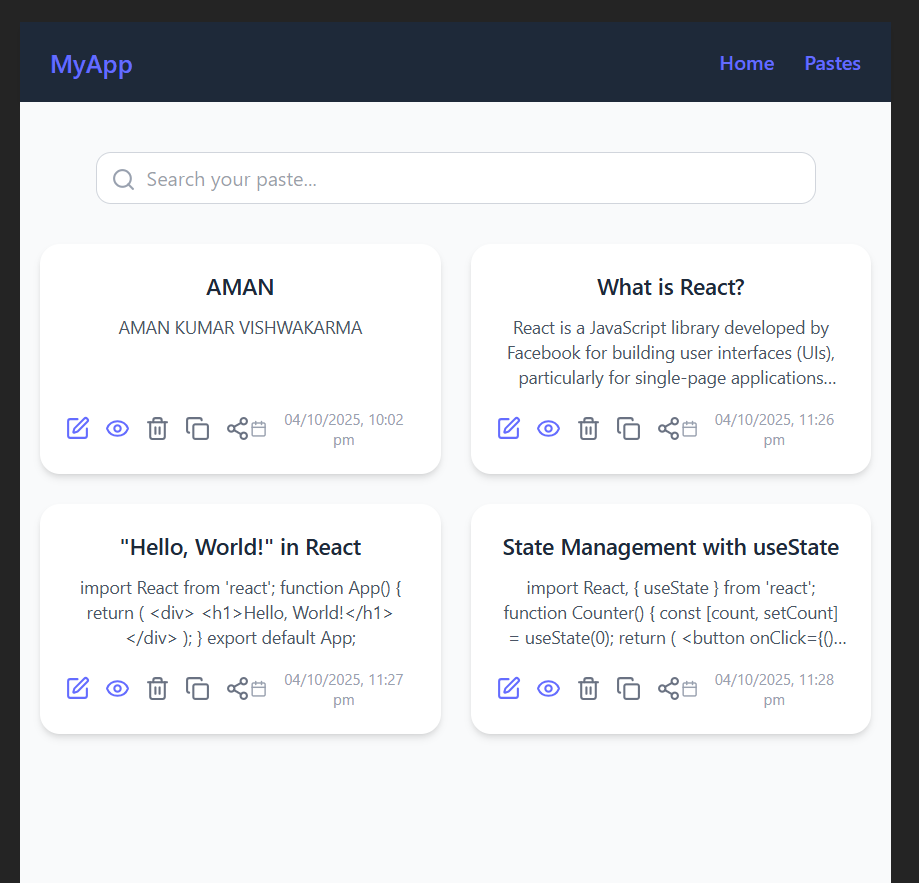 MyApp
Home Pastes
Search your paste...
AMAN
AMAN KUMAR VISHWAKARMA
04/10/2025, 10:02
pm
What is React?
React is a JavaScript library developed by
Facebook for building user interfaces (UIs),
particularly for single-page applications...
04/10/2025, 11:26
pm
"Hello, World!" in React
import React from 'react'; function App() {
return ( <div> <h1>Hello, World!</h1>
</div> ); } export default App;
04/10/2025, 11:27
pm
State Management with useState
import React, { useState } from 'react';
function Counter() { const [count, setCount]
= useState(0); return ( <button onClick={()...
04/10/2025, 11:28
pm